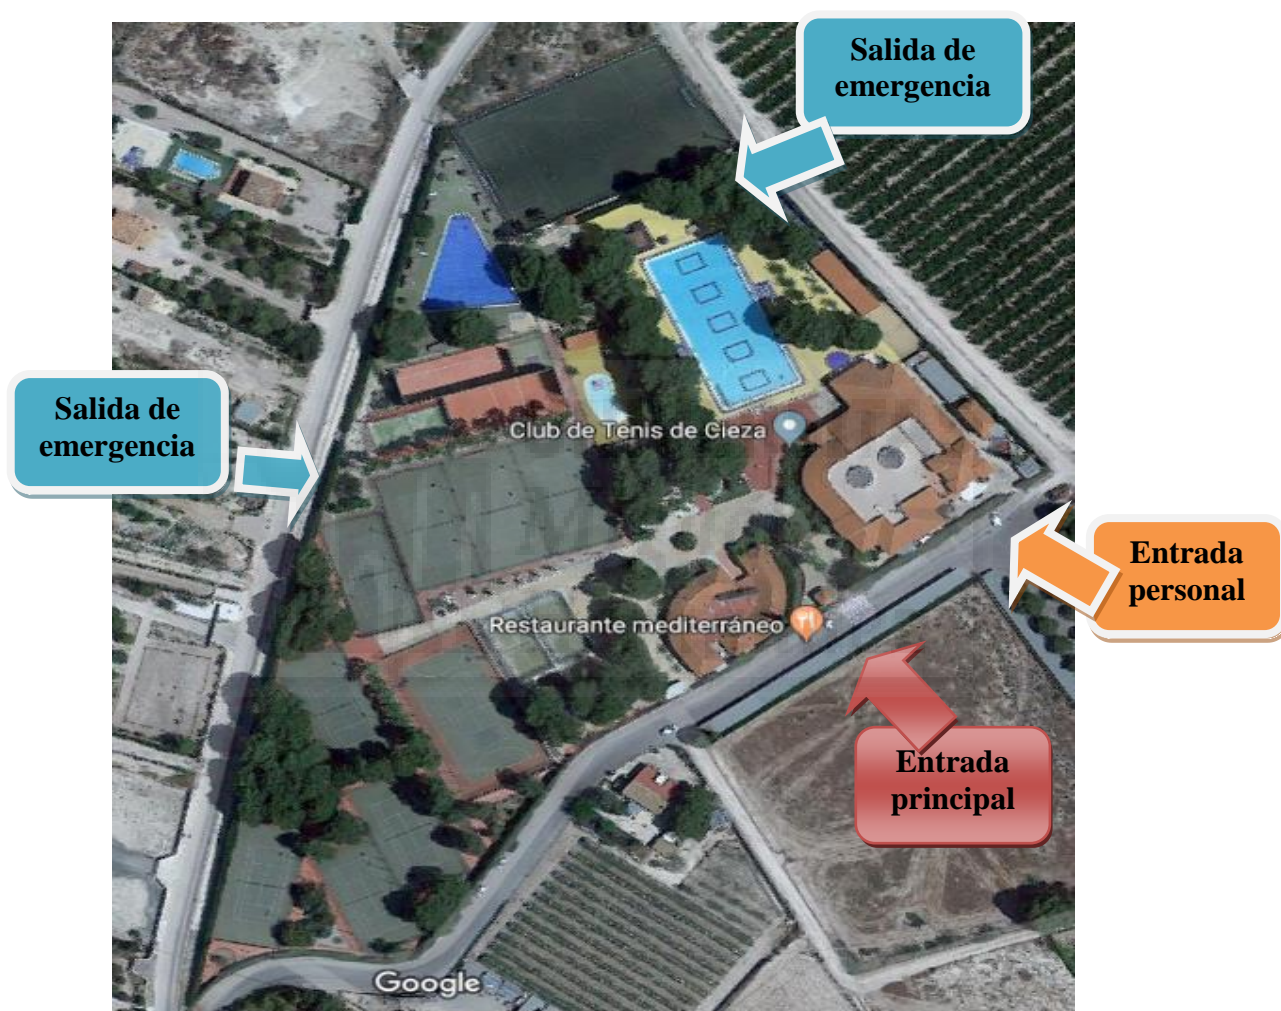 Salida de
emergencia
Salida de
emergencia
Club de Tenis de Cieza
Entrada
personal
Restaurante mediterráneo
Entrada
principal
Google